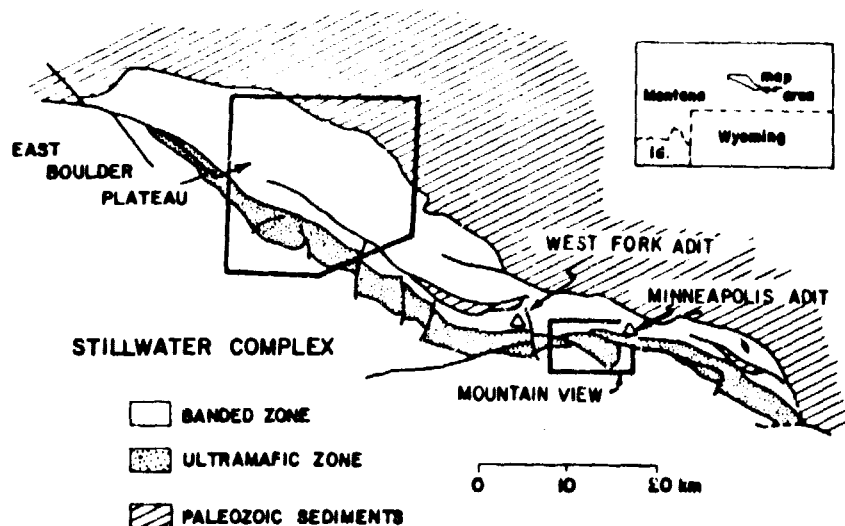 Montana
map
area
Wyoming
Id.
EAST
BOULDER
PLATEAU
WEST FORK ADIT
MINNEAPOLIS ADIT
STILLWATER COMPLEX
MOUNTAIN VIEW
BANDED ZONE
ULTRAMAFIC ZONE
PALEOZOIC SEDIMENTS
0 10 20 km